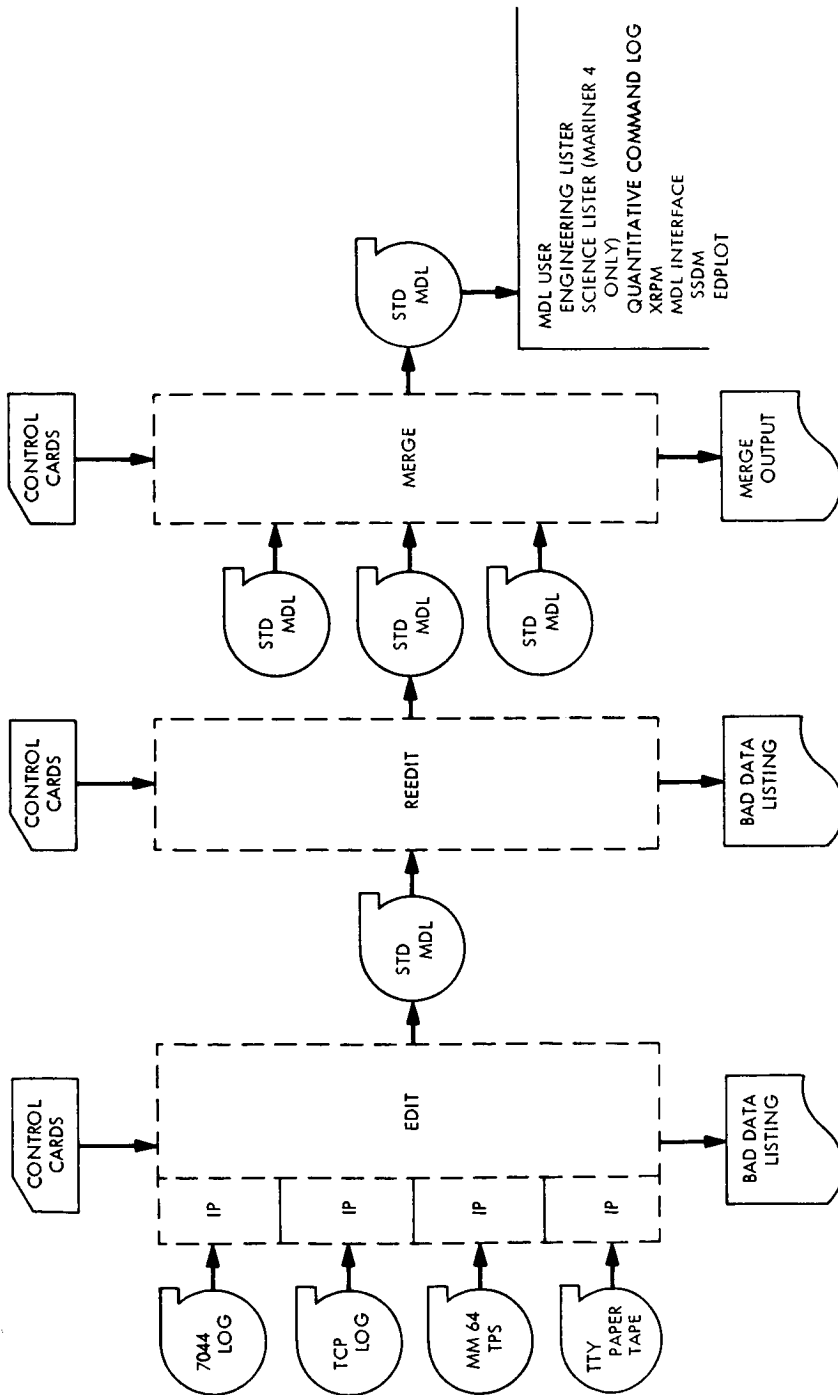 CONTROL
CARDS
CONTROL
CARDS
CONTROL
CARDS
7044
LOG
IP
TCP
LOG
IP
MM 64
TPS
IP
TTY
PAPER
TAPE
IP
EDIT
STD
MDL
REEDIT
STD
MDL
STD
MDL
STD
MDL
MERGE
STD
MDL
BAD DATA
LISTING
BAD DATA
LISTING
MERGE
OUTPUT
MDL USER
ENGINEERING LISTER
SCIENCE LISTER (MARINER 4
ONLY)
QUANTITATIVE COMMAND LOG
XRPM
MDL INTERFACE
SSDM
EDPLOT